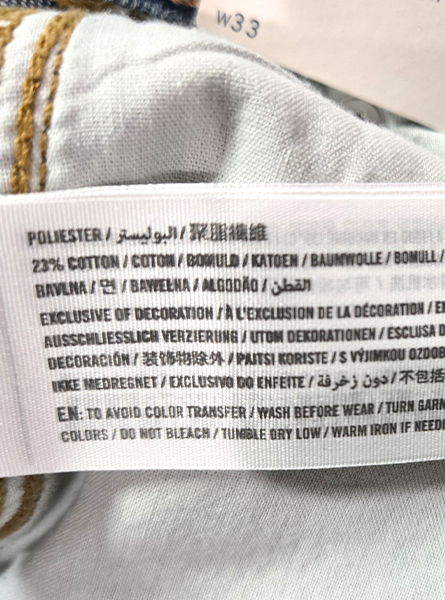 W33
POLIESTER / البوليستر / 聚脂纖維
23% COTTON / COTON / BOMULD / KATOEN / BAUMWOLLE / BOMULL /
BAVLNA / 면 / BAWEŁNA / ALGODÃO / القطن
EXCLUSIVE OF DECORATION / À L'EXCLUSION DE LA DÉCORATION /
AUSSCHLIESSLICH VERZIERUNG / UTOM DEKORATIONEN / ESCLUSA
DECORACIÓN / 装飾物除外 / PAITSI KORISTE / S VÝJIMKOU OZDOB
IKKE MEDREGNET / EXCLUSIVO DO ENFEITE / دون زخرفة / 不包括
EN: TO AVOID COLOR TRANSFER / WASH BEFORE WEAR / TURN GARM
COLORS / DO NOT BLEACH / TUMBLE DRY LOW / WARM IRON IF NEEDE